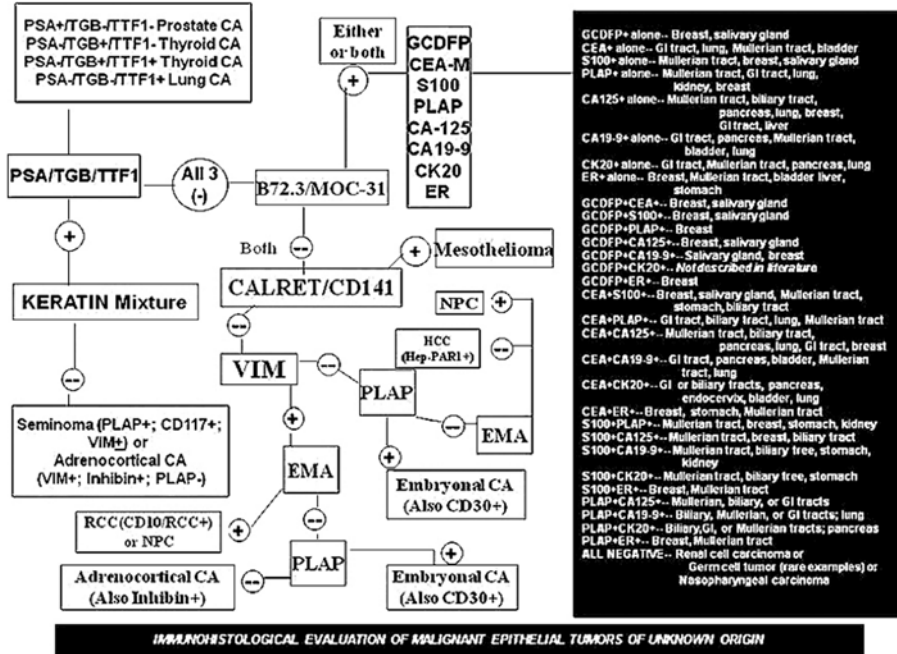 PSA+/TGB-/TTF1- Prostate CA
PSA-/TGB+/TTF1- Thyroid CA
PSA-/TGB+/TTF1+ Thyroid CA
PSA-/TGB-/TTF1+ Lung CA
Either
or both
+
GCDFP
CEA-M
S100
PLAP
CA-125
CA19-9
CK20
ER
PSA/TGB/TTF1
All 3
(-)
B72.3/MOC-31
+
Both
--
+
Mesothelioma
KERATIN Mixture
CALRET/CD141
NPC
+
--
HCC
(Hep-PAR1+)
--
VIM
--
PLAP
--
--
EMA
+
+
Seminoma (PLAP+; CD117+;
VIM+) or
Adrenocortical CA
(VIM+; Inhibin+; PLAP-)
EMA
Embryonal CA
(Also CD30+)
RCC(CD10/RCC+)
or NPC
+
--
PLAP
--
+
Adrenocortical CA
(Also Inhibin+)
Embryonal CA
(Also CD30+)
GCDFP+ alone-- Breast, salivary gland
CEA+ alone-- GI tract, lung, Mullerian tract, bladder
S100+ alone-- Mullerian tract, breast, salivary gland
PLAP+ alone-- Mullerian tract, GI tract, lung,
kidney, breast
CA125+ alone-- Mullerian tract, biliary tract,
pancreas, lung, breast,
GI tract, liver
CA19-9+ alone-- GI tract, pancreas, Mullerian tract,
bladder, lung
CK20+ alone-- GI tract, Mullerian tract, pancreas, lung
ER+ alone-- Breast, Mullerian tract, bladder liver,
stomach
GCDFP+CEA+-- Breast, salivary gland
GCDFP+S100+-- Breast, salivary gland
GCDFP+PLAP+-- Breast
GCDFP+CA125+-- Breast, salivary gland
GCDFP+CA19-9+-- Salivary gland, breast
GCDFP+CK20+-- Not described in literature
GCDFP+ER+-- Breast
CEA+S100+-- Breast, salivary gland, Mullerian tract,
stomach, biliary tract
CEA+PLAP+-- GI tract, biliary tract, lung, Mullerian tract
CEA+CA125+-- Mullerian tract, biliary tract,
pancreas, lung, GI tract, breast
CEA+CA19-9+-- GI tract, pancreas, bladder, Mullerian
tract, lung
CEA+CK20+-- GI or biliary tracts, pancreas,
endocervix, bladder, lung
CEA+ER+-- Breast, stomach, Mullerian tract
S100+PLAP+-- Mullerian tract, breast, stomach, kidney
S100+CA125+-- Mullerian tract, breast, biliary tract
S100+CA19-9+-- Mullerian tract, biliary tree, stomach,
kidney
S100+CK20+-- Mullerian tract, biliary tree, stomach
S100+ER+-- Breast, Mullerian tract
PLAP+CA125+-- Mullerian, biliary, or GI tracts
PLAP+CA19-9+-- Biliary, Mullerian, or GI tracts; lung
PLAP+CK20+-- Biliary, GI, or Mullerian tracts; pancreas
PLAP+ER+-- Breast, Mullerian tract
ALL NEGATIVE-- Renal cell carcinoma or
Germ cell tumor (rare examples) or
Nasopharyngeal carcinoma
IMMUNOHISTOLOGICAL EVALUATION OF MALIGNANT EPITHELIAL TUMORS OF UNKNOWN ORIGIN